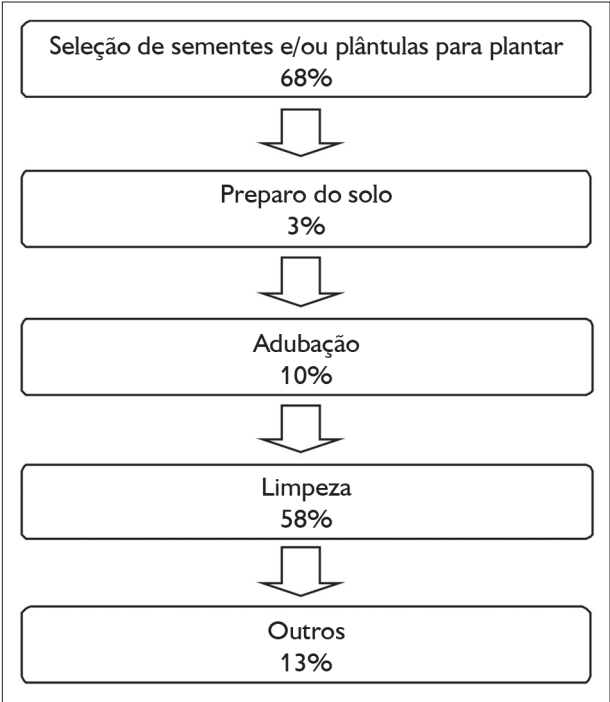 Seleção de sementes e/ou plântulas para plantar
68%
Preparo do solo
3%
Adubação
10%
Limpeza
58%
Outros
13%